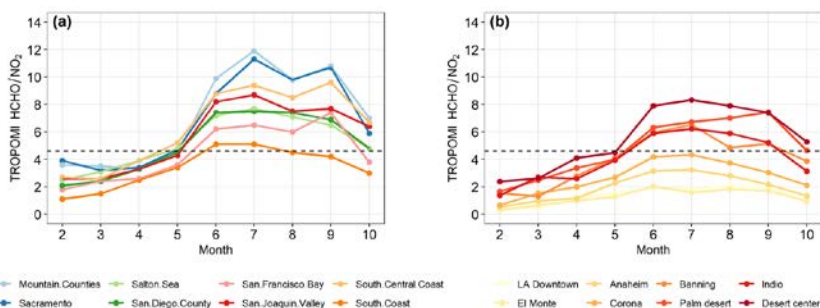 (a)
14
12
10
8
6
4
2
0
TROPOMI HCHO/NO2
2 3 4 5 6 7 8 9 10
Month
(b)
14
12
10
8
6
4
2
0
TROPOMI HCHO/NO2
2 3 4 5 6 7 8 9 10
Month
Mountain.Counties Salton.Sea San.Francisco.Bay South.Central Coast
Sacramento San.Diego.County San.Joaquin.Valley South.Coast
LA Downtown Anaheim Banning Indio
El Monte Corona Palm desert Desert center